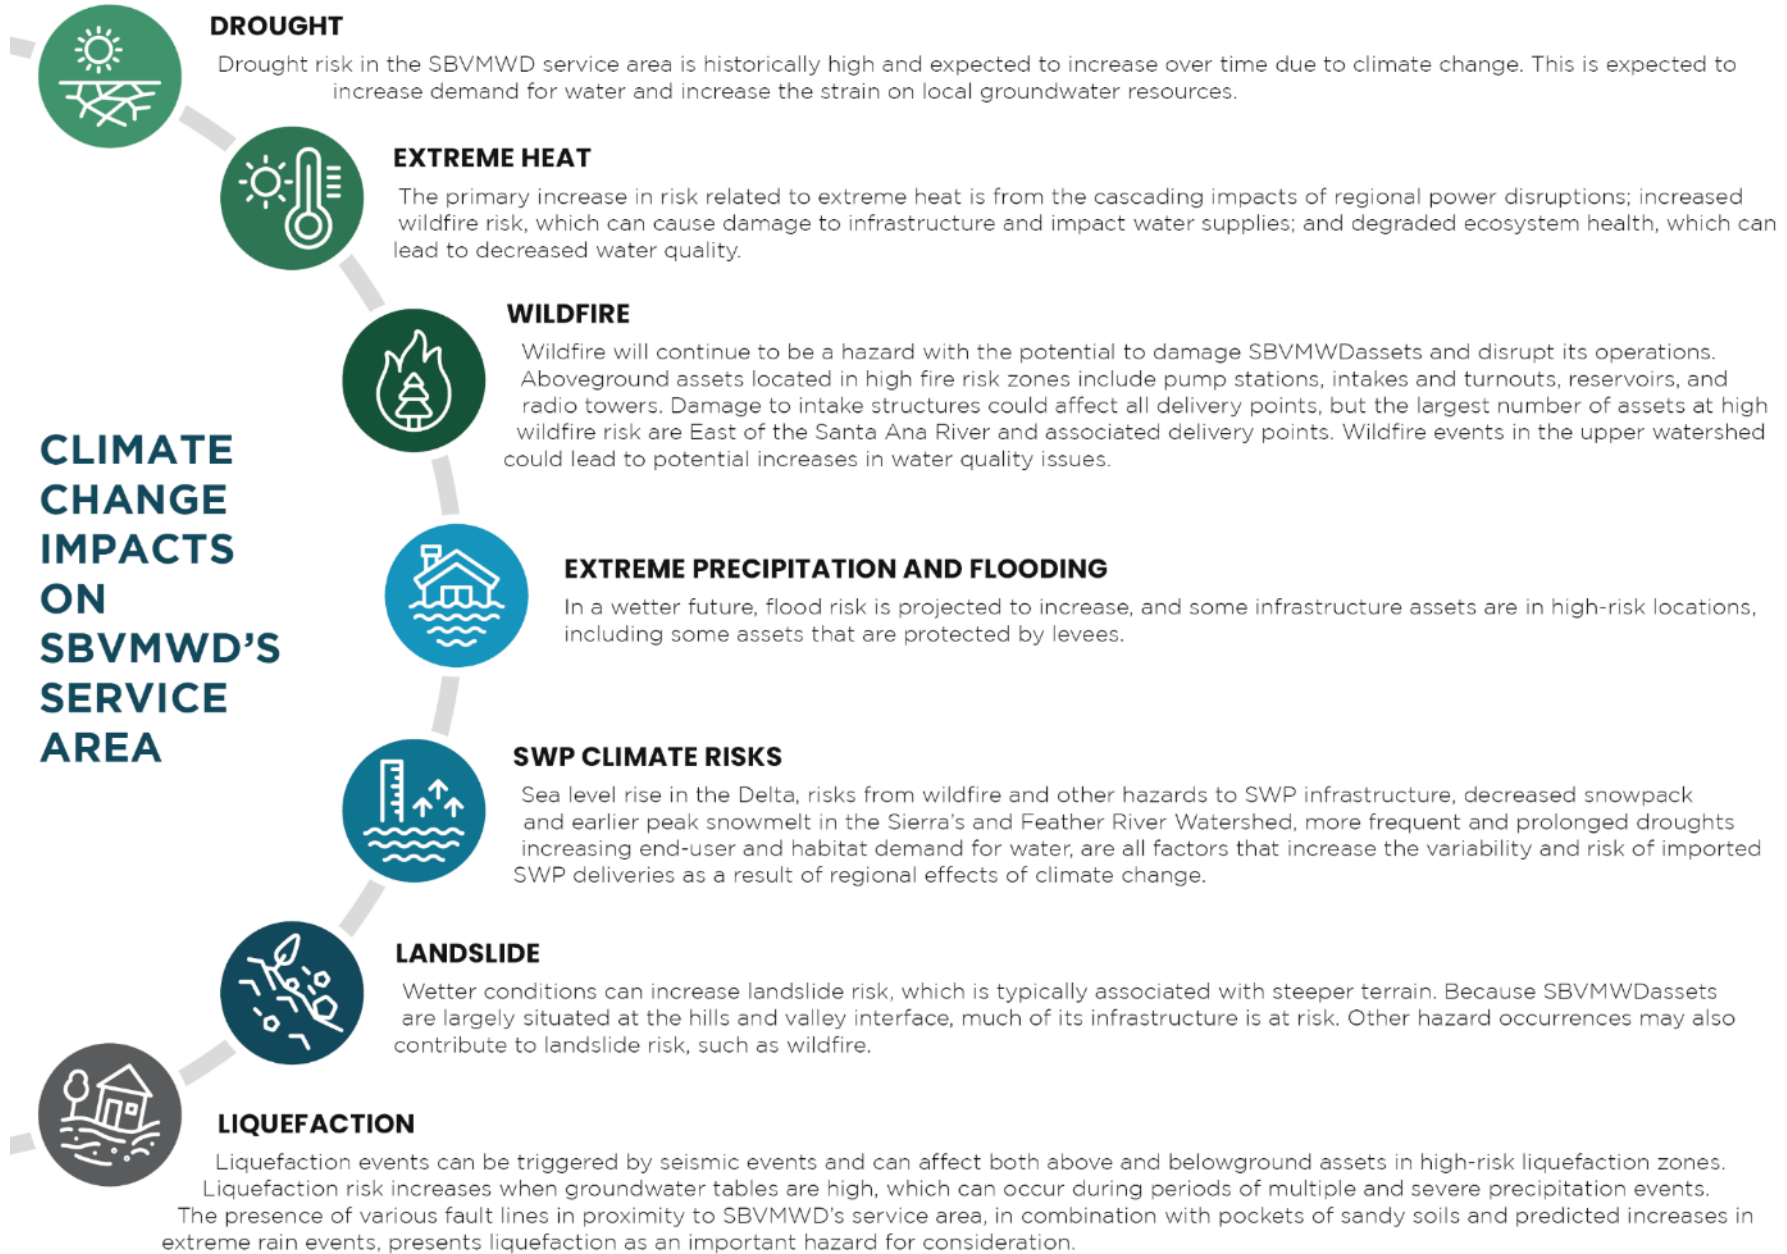 DROUGHT
Drought risk in the SBVMWD service area is historically high and expected to increase over time due to climate change. This is expected to
increase demand for water and increase the strain on local groundwater resources.
EXTREME HEAT
The primary increase in risk related to extreme heat is from the cascading impacts of regional power disruptions; increased
wildfire risk, which can cause damage to infrastructure and impact water supplies; and degraded ecosystem health, which can
lead to decreased water quality.
WILDFIRE
Wildfire will continue to be a hazard with the potential to damage SBVMWDassets and disrupt its operations.
Aboveground assets located in high fire risk zones include pump stations, intakes and turnouts, reservoirs, and
radio towers. Damage to intake structures could affect all delivery points, but the largest number of assets at high
wildfire risk are East of the Santa Ana River and associated delivery points. Wildfire events in the upper watershed
could lead to potential increases in water quality issues.
CLIMATE
CHANGE
IMPACTS
ON
SBVMWD'S
SERVICE
AREA
EXTREME PRECIPITATION AND FLOODING
In a wetter future, flood risk is projected to increase, and some infrastructure assets are in high-risk locations,
including some assets that are protected by levees.
SWP CLIMATE RISKS
Sea level rise in the Delta, risks from wildfire and other hazards to SWP infrastructure, decreased snowpack
and earlier peak snowmelt in the Sierra's and Feather River Watershed, more frequent and prolonged droughts
increasing end-user and habitat demand for water, are all factors that increase the variability and risk of imported
SWP deliveries as a result of regional effects of climate change.
LANDSLIDE
Wetter conditions can increase landslide risk, which is typically associated with steeper terrain. Because SBVMWDassets
are largely situated at the hills and valley interface, much of its infrastructure is at risk. Other hazard occurrences may also
contribute to landslide risk, such as wildfire.
LIQUEFACTION
Liquefaction events can be triggered by seismic events and can affect both above and belowground assets in high-risk liquefaction zones.
Liquefaction risk increases when groundwater tables are high, which can occur during periods of multiple and severe precipitation events.
The presence of various fault lines in proximity to SBVMWD's service area, in combination with pockets of sandy soils and predicted increases in
extreme rain events, presents liquefaction as an important hazard for consideration.